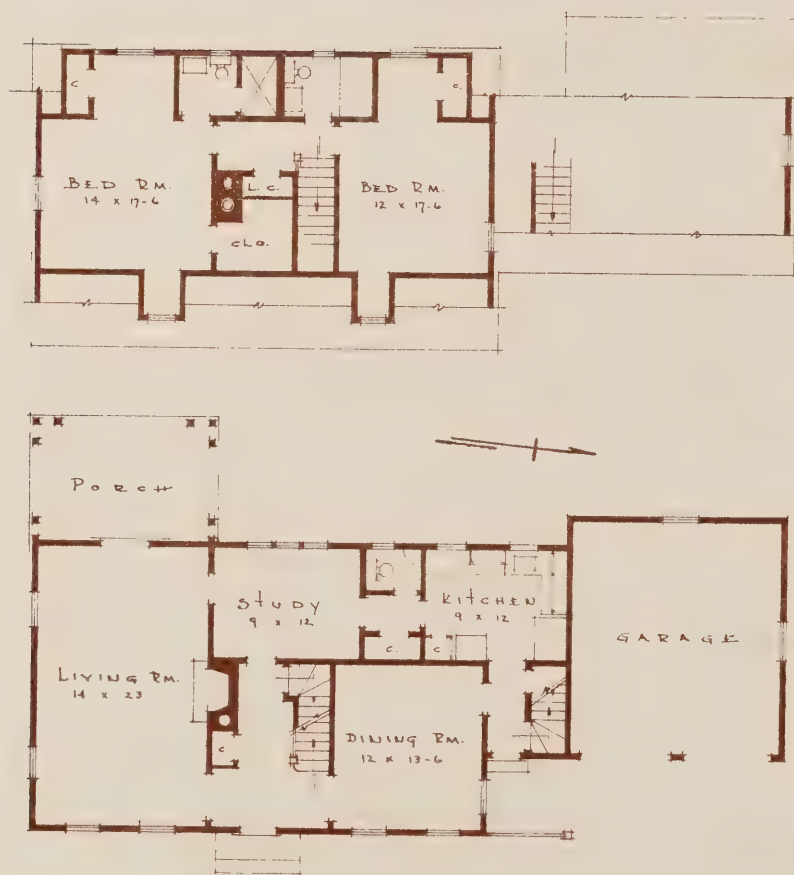 C
C.
BED RM.
14 x 17-6
L. C.
BED RM.
12 x 17-6
CLO.
PORCH
STUDY
9 x 12
KITCHEN
9 x 12
C.
C
GARAGE
LIVING RM.
14 x 23
DINING RM.
12 x 13-6
C